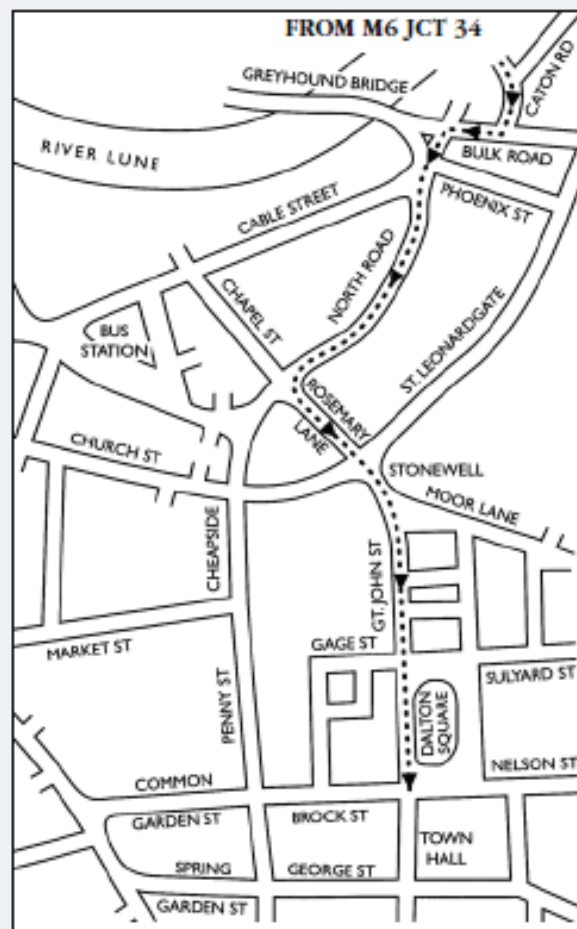 FROM M6 JCT 34
GREYHOUND BRIDGE
CATON RD
RIVER LUNE
BULK ROAD
CABLE STREET
PHOENIX ST
NORTH ROAD
CHAPEL ST
BUS
STATION
ST. LEONARDGATE
ROSEMARY
LANE
CHURCH ST
STONEWELL
MOOR LANE
CHEAPSIDE
GT. JOHN ST
MARKET ST
GAGE ST
SULYARD ST
PENNY ST
DALTON
SQUARE
NELSON ST
COMMON
GARDEN ST
BROCK ST
TOWN
HALL
SPRING
GEORGE ST
GARDEN ST